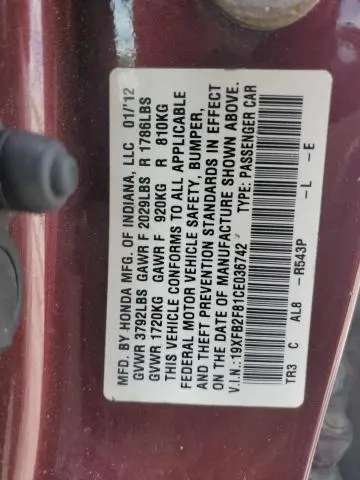 MFD. BY HONDA MFG. OF INDIANA, LLC 01/'12
GVWR 3792LBS GAWR F 2029LBS R 1786LBS
GVWR 1720KG GAWR F 920KG R 810KG
THIS VEHICLE CONFORMS TO ALL APPLICABLE
FEDERAL MOTOR VEHICLE SAFETY, BUMPER,
AND THEFT PREVENTION STANDARDS IN EFFECT
ON THE DATE OF MANUFACTURE SHOWN ABOVE.
V.I.N.:19XFB2F81CE036742 TYPE: PASSENGER CAR
TR3 C AL8 -R543P -L -E